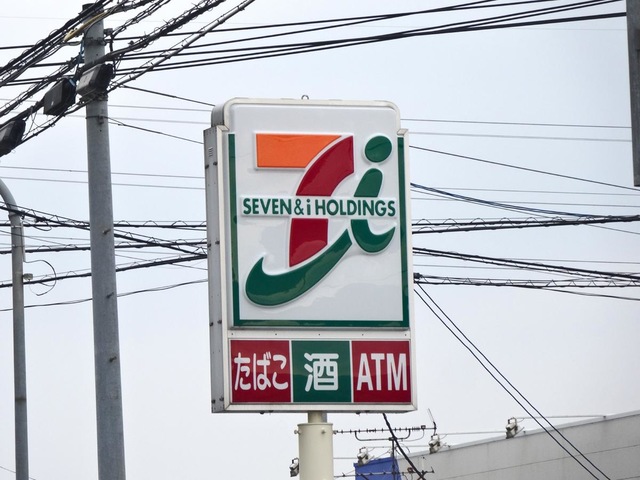 SEVEN & i HOLDINGS
たばこ 酒 ATM